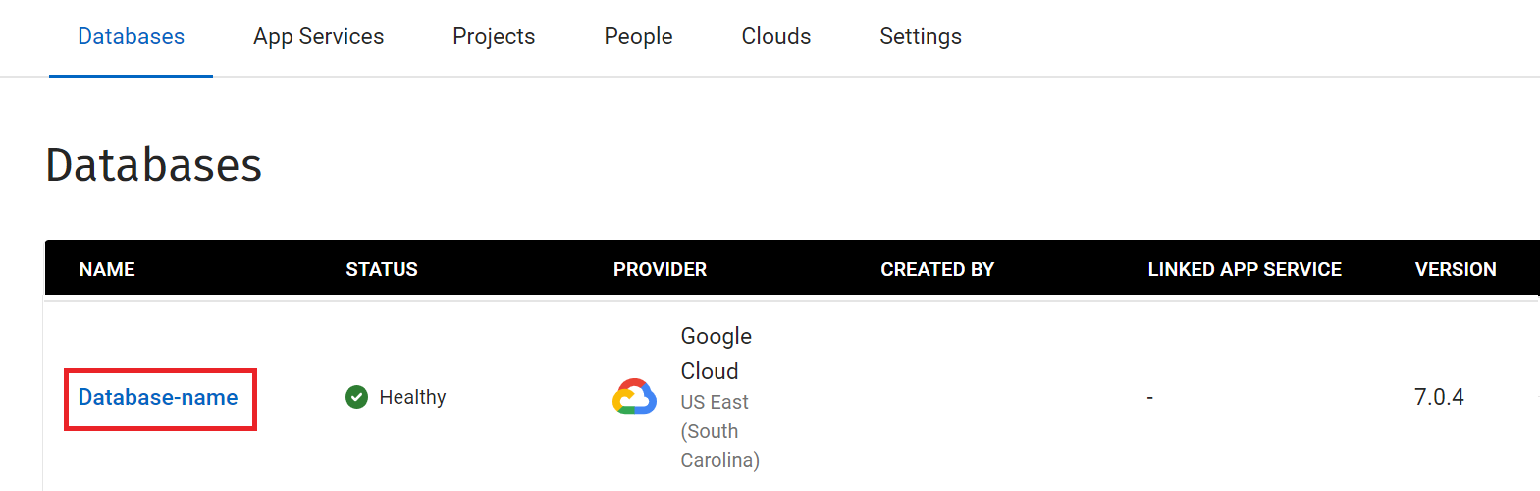 Databases App Services Projects People Clouds Settings
Databases
NAME STATUS PROVIDER CREATED BY LINKED APP SERVICE VERSION
Google
Cloud
Database-name Healthy US East - 7.0.4
(South
Carolina)